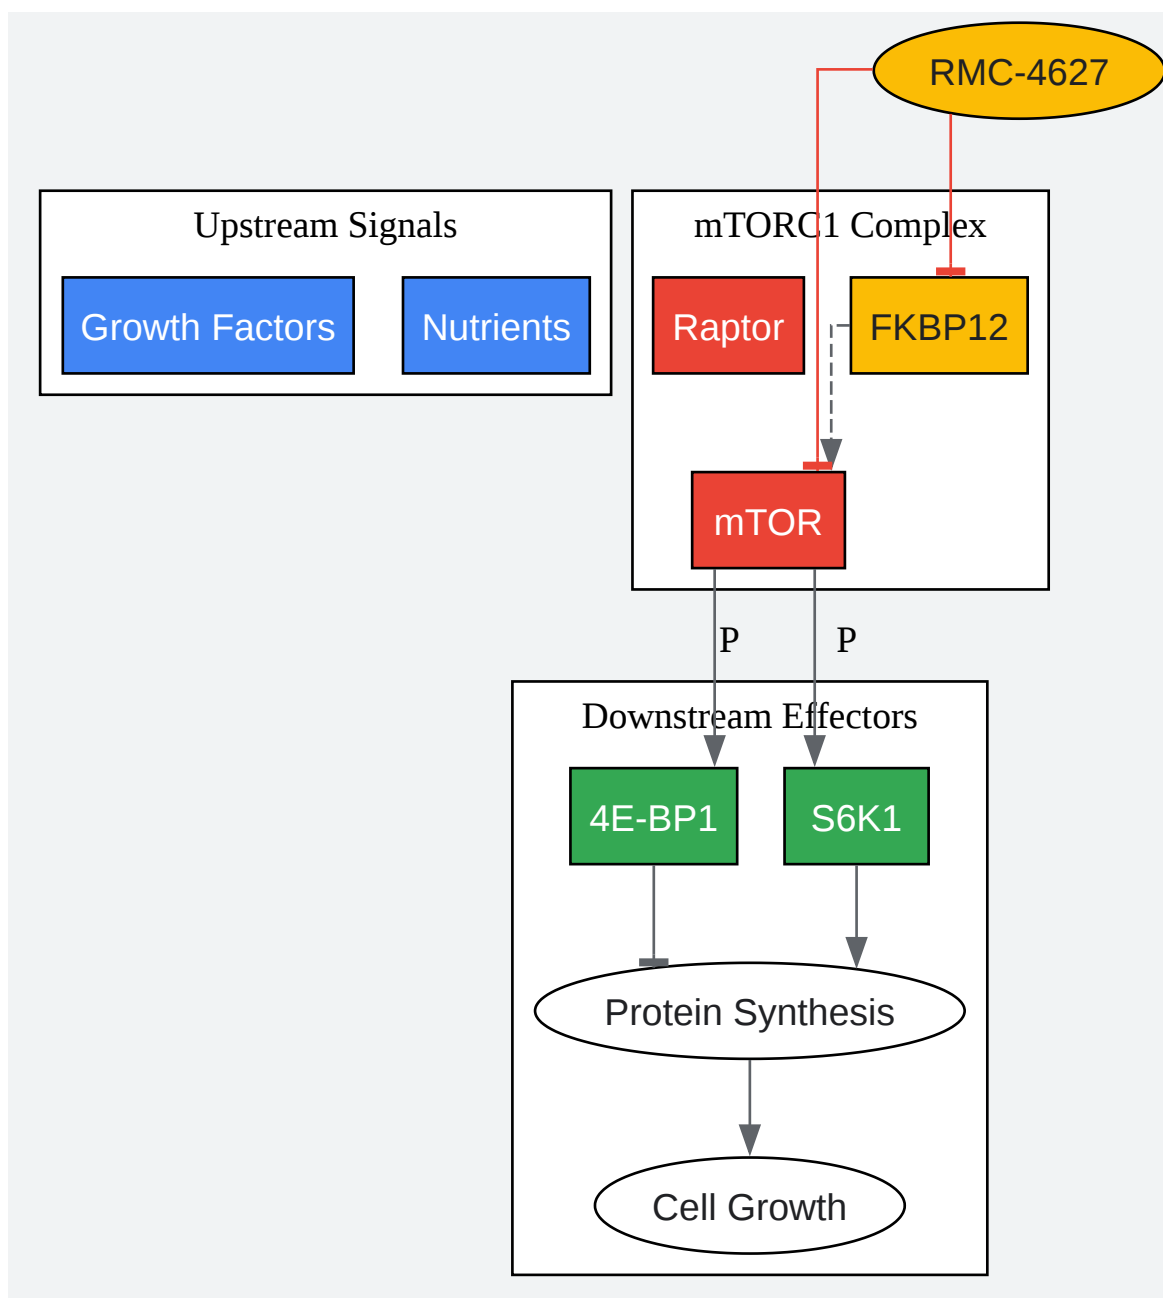 RMC-4627
Upstream Signals
mTORC1 Complex
Growth Factors
Nutrients
Raptor
FKBP12
mTOR
P
P
Downstream Effectors
4E-BP1
S6K1
Protein Synthesis
Cell Growth